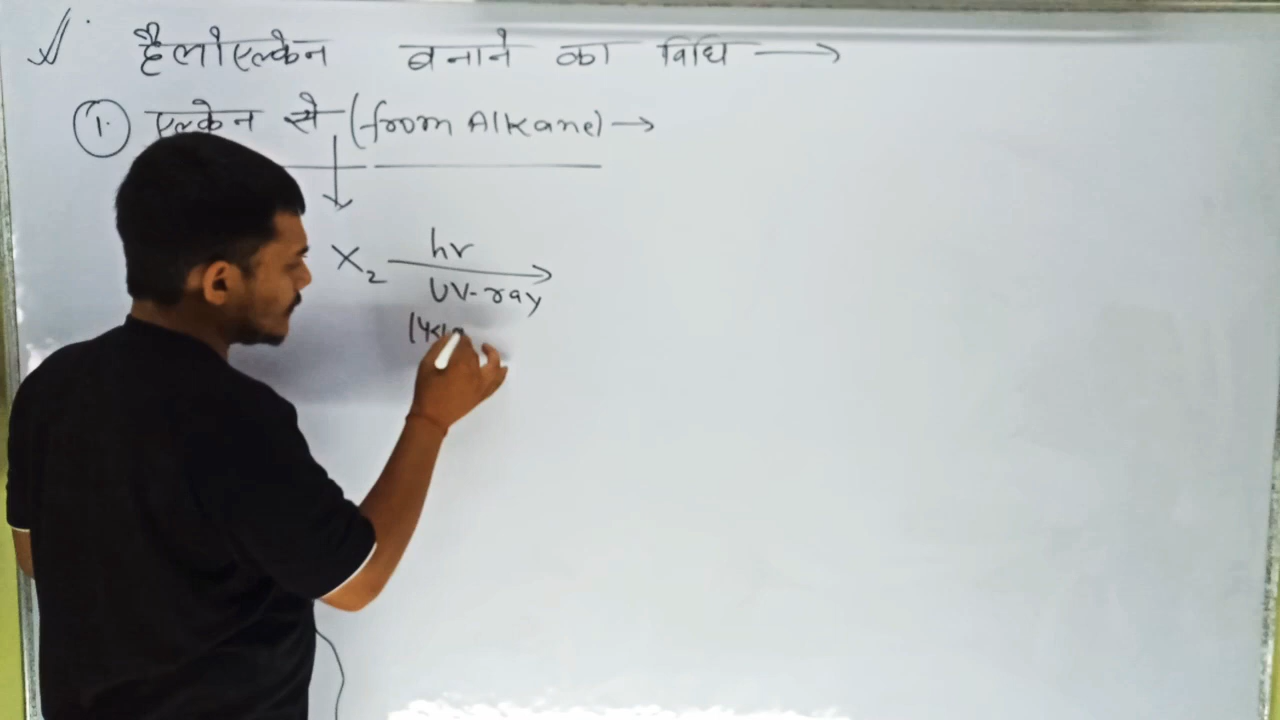 हैलोएल्केन बनाने का विधि →
1. एल्केन से (from Alkane) →
X2 hv →
UV-ray